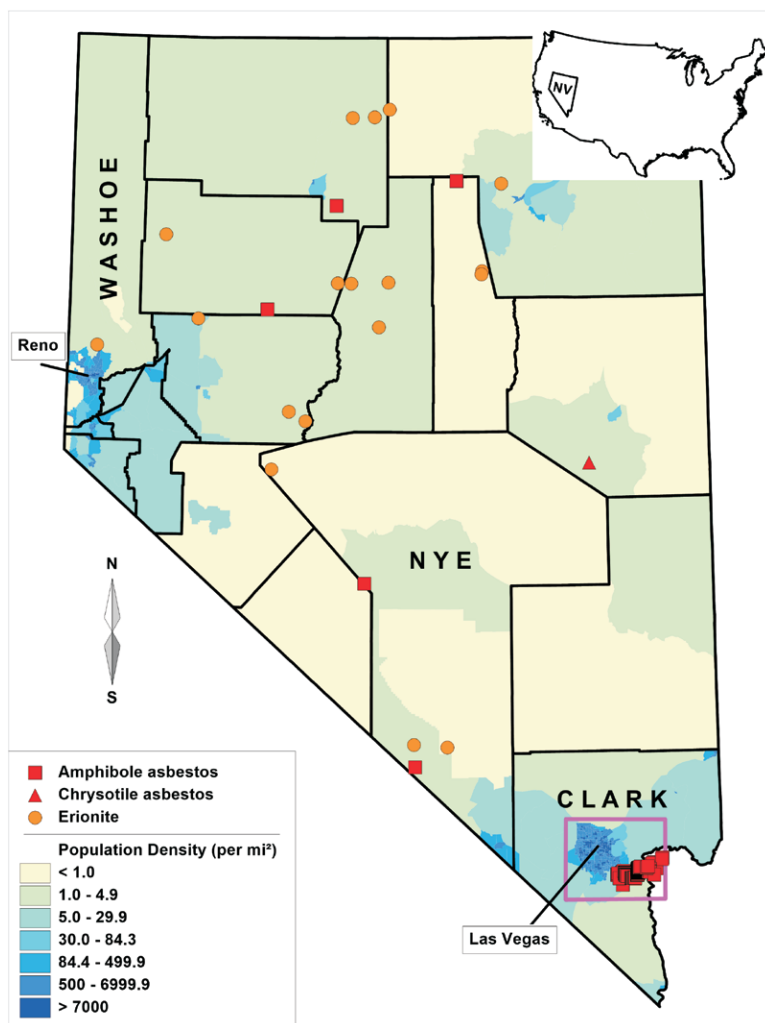 NV
WASHOE
Reno
NYE
N
S
CLARK
Las Vegas
Amphibole asbestos
Chrysotile asbestos
Erionite
Population Density (per mi²)
< 1.0
1.0 - 4.9
5.0 - 29.9
30.0 - 84.3
84.4 - 499.9
500 - 6999.9
> 7000